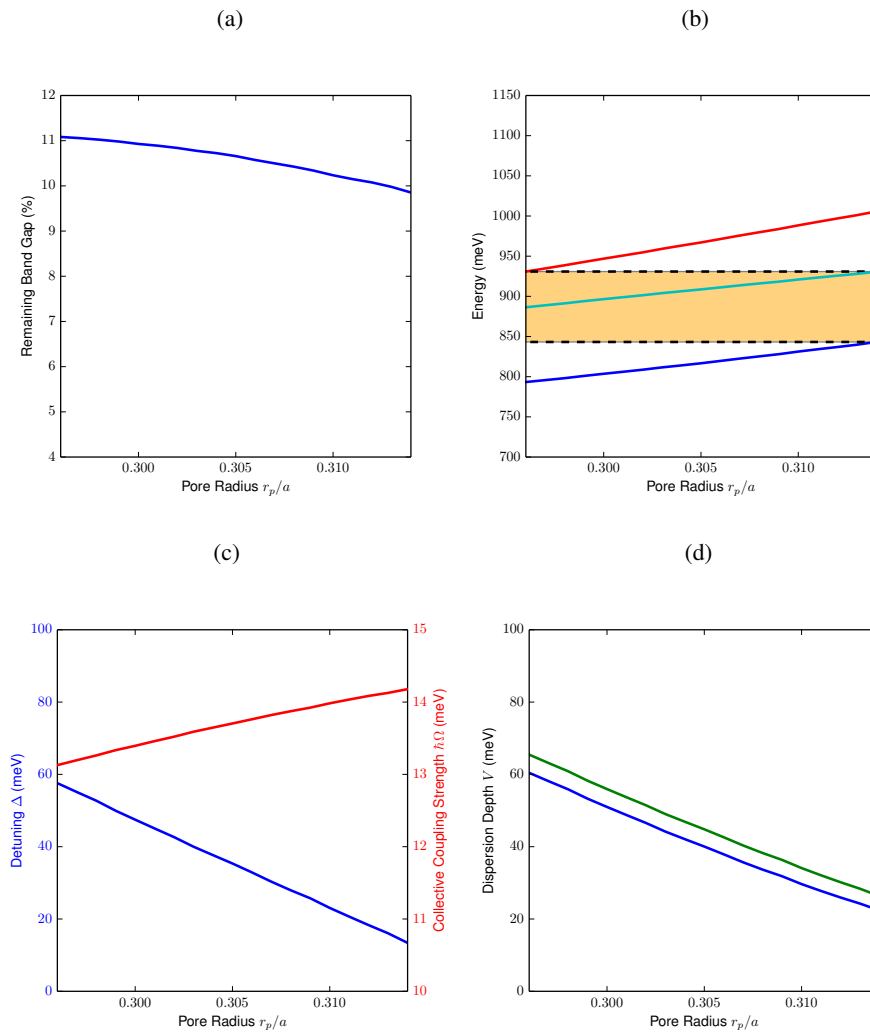 (a)
12
11
10
9
8
7
6
5
4
Remaining Band Gap (%)
0.300 0.305 0.310
Pore Radius r_p/a
(b)
1150
1100
1050
1000
950
900
850
800
750
700
Energy (meV)
0.300 0.305 0.310
Pore Radius r_p/a
(c)
100
80
60
40
20
0
Detuning Δ (meV)
15
14
13
12
11
10
Collective Coupling Strength ℏΩ (meV)
0.300 0.305 0.310
Pore Radius r_p/a
(d)
100
80
60
40
20
0
Dispersion Depth V (meV)
0.300 0.305 0.310
Pore Radius r_p/a